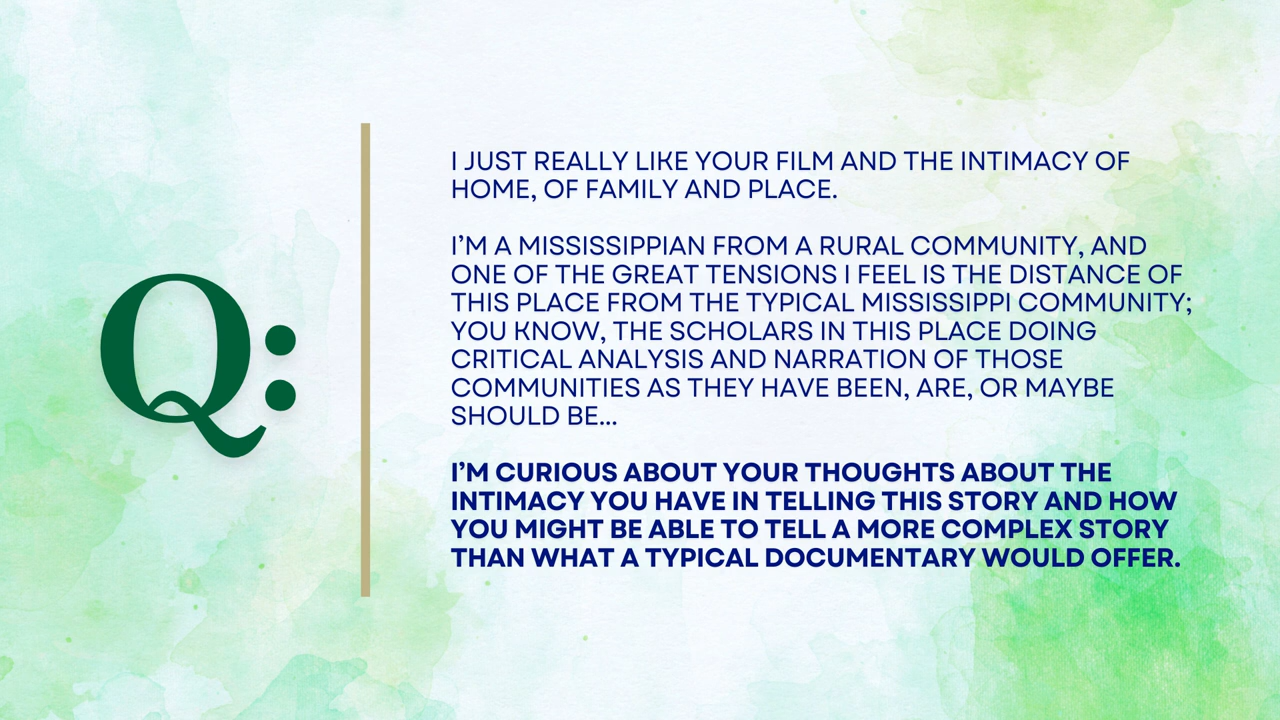 Q:
I JUST REALLY LIKE YOUR FILM AND THE INTIMACY OF
HOME, OF FAMILY AND PLACE.
I'M A MISSISSIPPIAN FROM A RURAL COMMUNITY, AND
ONE OF THE GREAT TENSIONS I FEEL IS THE DISTANCE OF
THIS PLACE FROM THE TYPICAL MISSISSIPPI COMMUNITY;
YOU KNOW, THE SCHOLARS IN THIS PLACE DOING
CRITICAL ANALYSIS AND NARRATION OF THOSE
COMMUNITIES AS THEY HAVE BEEN, ARE, OR MAYBE
SHOULD BE...
I'M CURIOUS ABOUT YOUR THOUGHTS ABOUT THE
INTIMACY YOU HAVE IN TELLING THIS STORY AND HOW
YOU MIGHT BE ABLE TO TELL A MORE COMPLEX STORY
THAN WHAT A TYPICAL DOCUMENTARY WOULD OFFER.